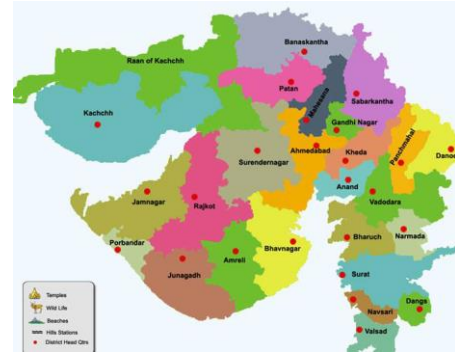 Banaskantha
Raan of Kachchh
Patan
Mahesana
Sabarkantha
Kachchh
Gandhi Nagar
Ahmedabad
Kheda
Panchmahal
Surendernagar
Anand
Jamnagar
Rajkot
Vadodara
Porbandar
Bhavnagar
Bharuch
Narmada
Amreli
Junagadh
Surat
Temples
Wild Life
Beaches
Hills Stations
District Head Qtrs
Navsari
Dangs
Valsad